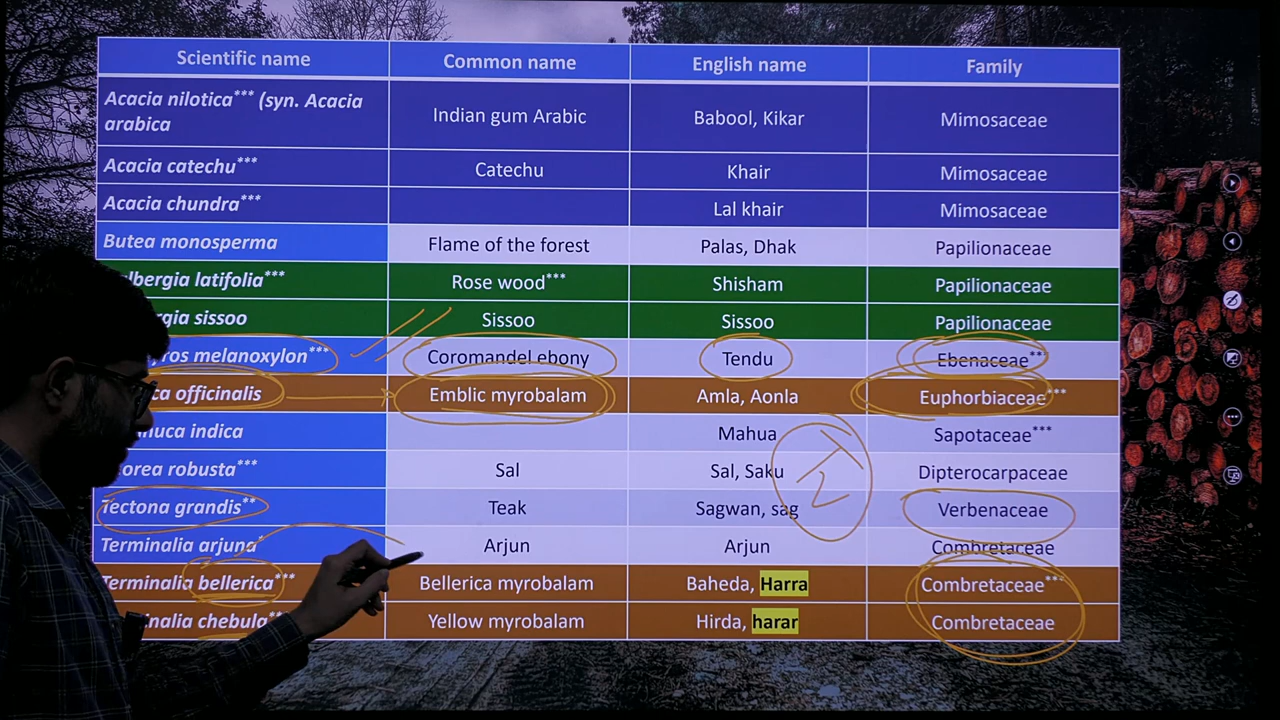 Scientific name Common name English name Family
Acacia nilotica*** (syn. Acacia arabica Indian gum Arabic Babool, Kikar Mimosaceae
Acacia catechu*** Catechu Khair Mimosaceae
Acacia chundra*** Lal khair Mimosaceae
Butea monosperma Flame of the forest Palas, Dhak Papilionaceae
lbergia latifolia*** Rose wood*** Shisham Papilionaceae
gia sissoo Sissoo Sissoo Papilionaceae
ros melanoxylon*** Coromandel ebony Tendu Ebenaceae**
ca officinalis Emblic myrobalam Amla, Aonla Euphorbiaceae***
huca indica Mahua Sapotaceae***
orea robusta*** Sal Sal, Saku Dipterocarpaceae
Tectona grandis** Teak Sagwan, sag Verbenaceae
Terminalia arjuna* Arjun Arjun Combretaceae
Terminalia bellerica*** Bellerica myrobalam Baheda, Harra Combretaceae***
inalia chebula** Yellow myrobalam Hirda, harar Combretaceae